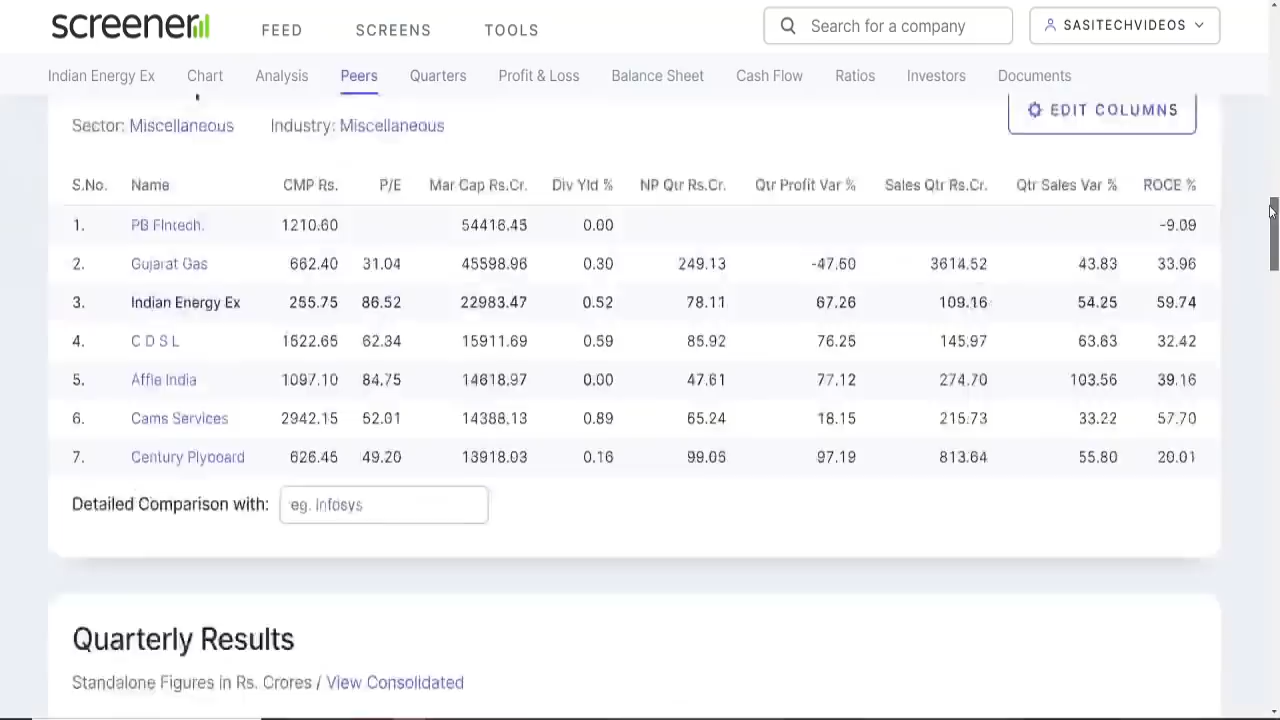 screener
FEED SCREENS TOOLS
Search for a company
SASITECHVIDEOS
Indian Energy Ex Chart Analysis Peers Quarters Profit & Loss Balance Sheet Cash Flow Ratios Investors Documents
Sector: Miscellaneous Industry: Miscellaneous
EDIT COLUMNS
S.No. Name CMP Rs. P/E Mar Cap Rs.Cr. Div Yld % NP Qtr Rs.Cr. Qtr Profit Var % Sales Qtr Rs.Cr. Qtr Sales Var % ROCE %
1. PB Fintech. 1210.60 54416.45 0.00 -9.09
2. Gujarat Gas 662.40 31.04 45598.96 0.30 249.13 -47.60 3614.52 43.83 33.96
3. Indian Energy Ex 255.75 86.52 22983.47 0.52 78.11 67.26 109.16 54.25 59.74
4. C D S L 1522.65 62.34 15911.69 0.59 85.92 76.25 145.97 63.63 32.42
5. Affle India 1097.10 84.75 14618.97 0.00 47.61 77.12 274.70 103.56 39.16
6. Cams Services 2942.15 52.01 14388.13 0.89 65.24 18.15 215.73 33.22 57.70
7. Century Plyboard 626.45 49.20 13918.03 0.16 99.05 97.19 813.64 55.80 20.01
Detailed Comparison with: eg. Infosys
Quarterly Results
Standalone Figures in Rs. Crores / View Consolidated